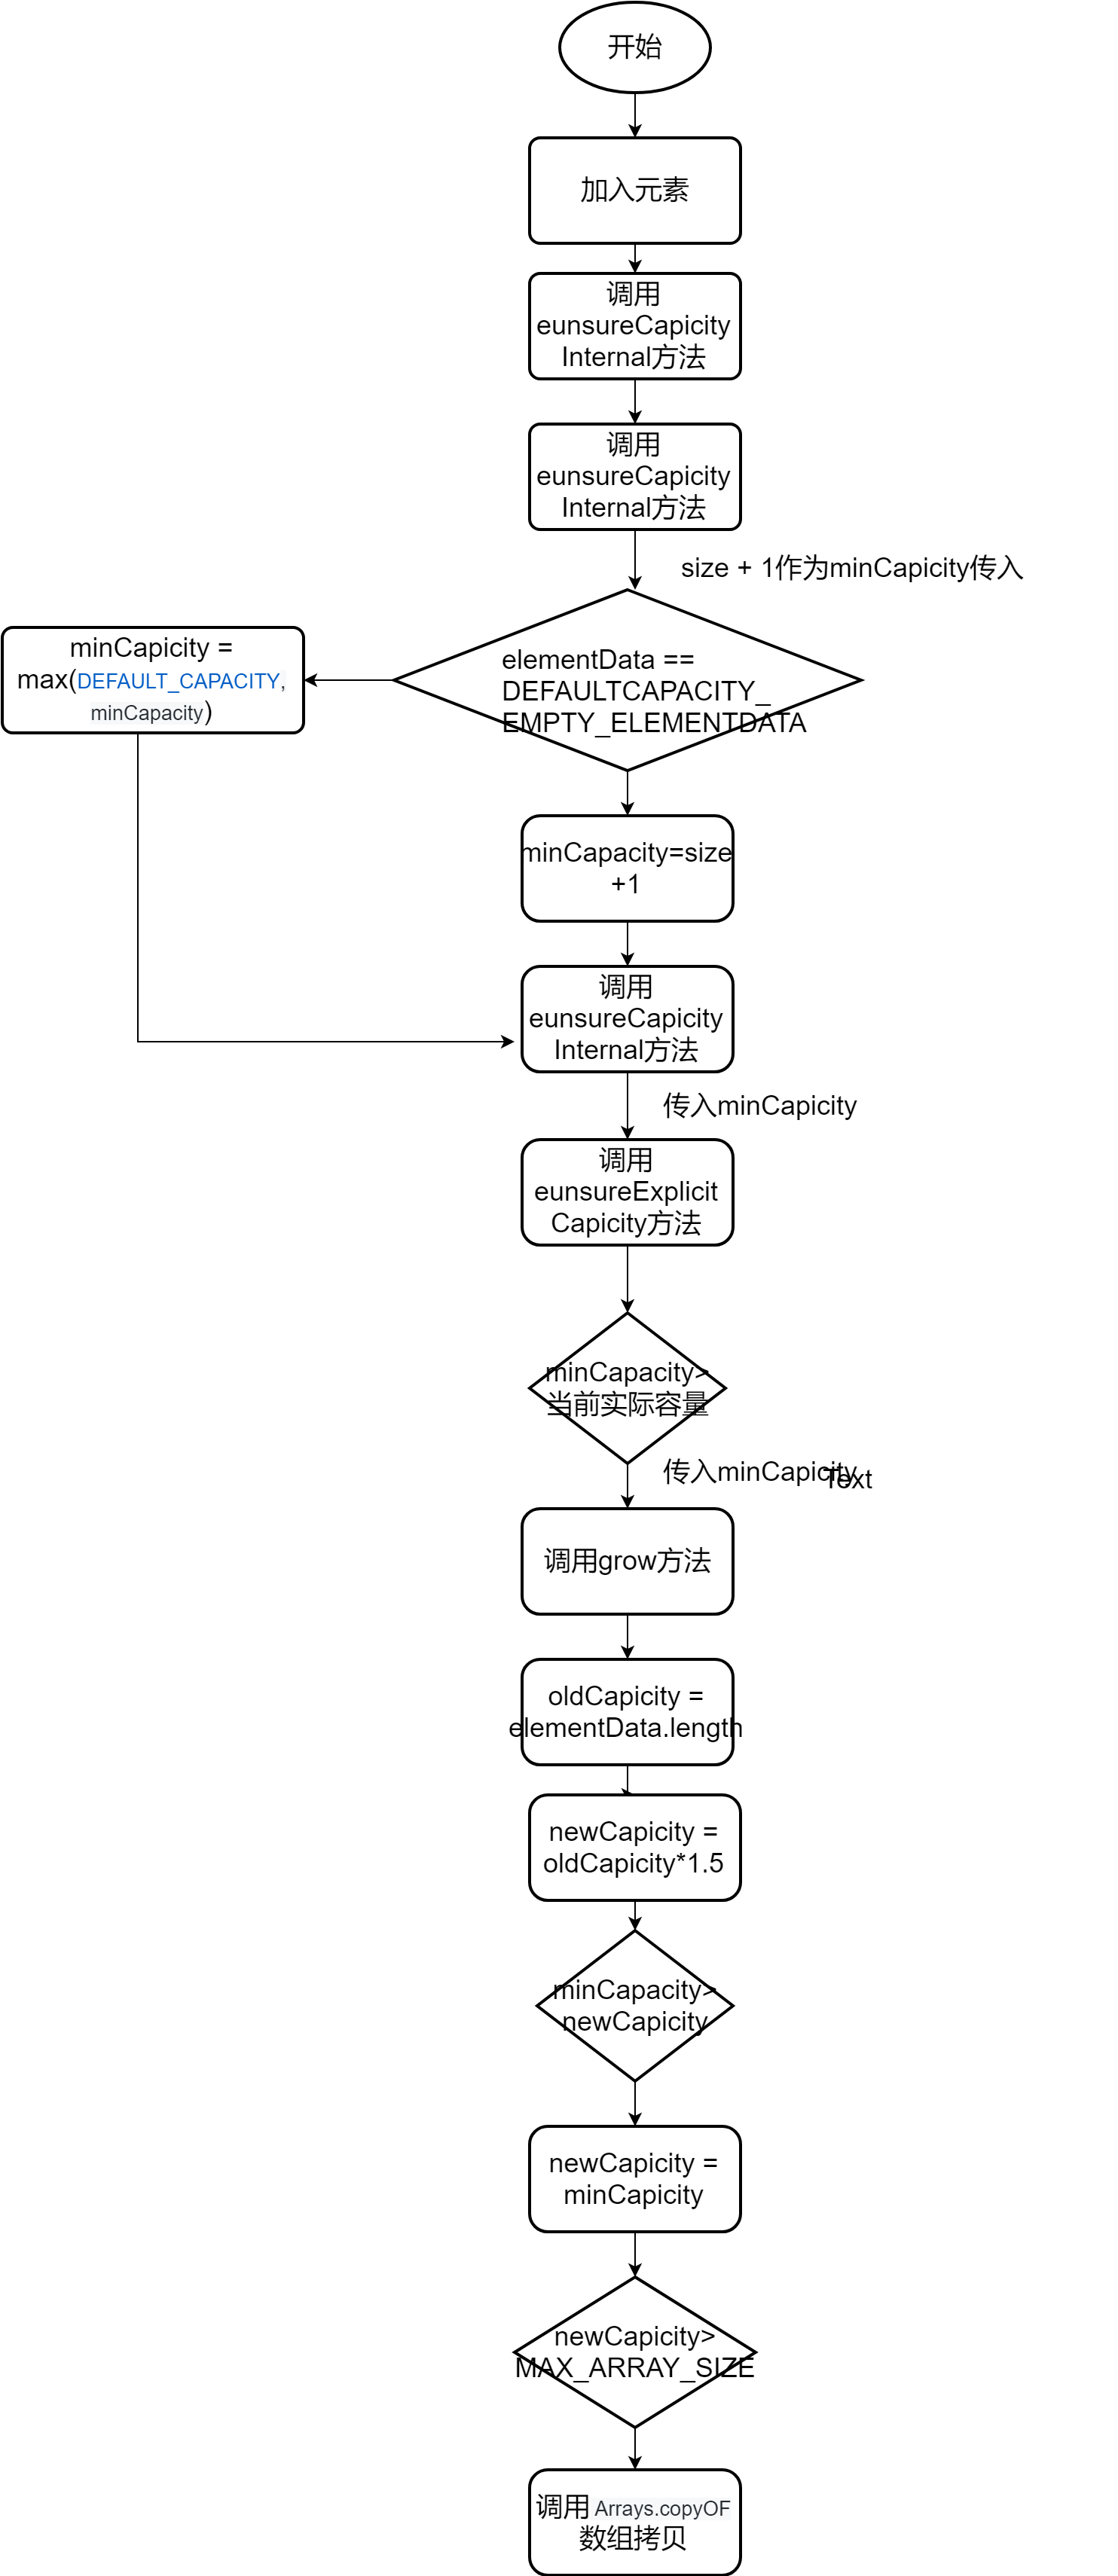 开始
加入元素
调用
eunsureCapicity
Internal方法
调用
eunsureCapicity
Internal方法
size + 1作为minCapicity传入
elementData ==
DEFAULTCAPACITY_
EMPTY_ELEMENTDATA
minCapicity =
max(DEFAULT_CAPACITY,
minCapacity)
minCapacity=size
+1
调用
eunsureCapicity
Internal方法
传入minCapicity
调用
eunsureExplicit
Capicity方法
minCapacity>
当前实际容量
传入minCapicity
Text
调用grow方法
oldCapicity =
elementData.length
newCapicity =
oldCapicity*1.5
minCapacity>
newCapicity
newCapicity =
minCapicity
newCapicity>
MAX_ARRAY_SIZE
调用 Arrays.copyOF
数组拷贝